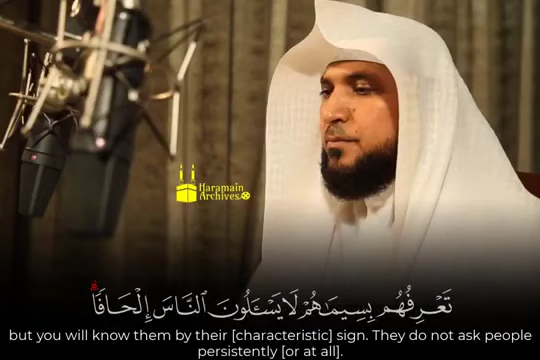 Haramain
Archives
تَعْرِفُهُم بِسِيمَٰهُمْ لَا يَسْـَٔلُونَ ٱلنَّاسَ إِلْحَافًا ۗ
but you will know them by their [characteristic] sign. They do not ask people
persistently [or at all].